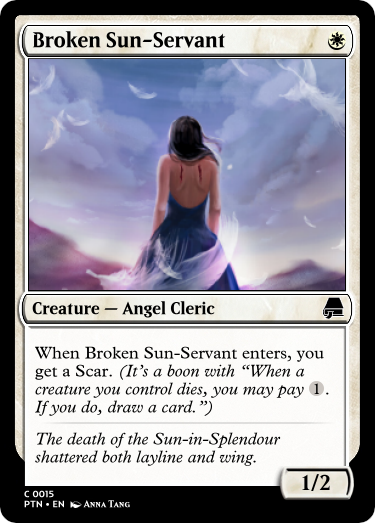 Broken Sun-Servant
Creature — Angel Cleric
When Broken Sun-Servant enters, you
get a Scar. (It's a boon with “When a
creature you control dies, you may pay 1.
If you do, draw a card.”)
The death of the Sun-in-Splendour
shattered both layline and wing.
1/2
C 0015
PTN • EN Anna Tang